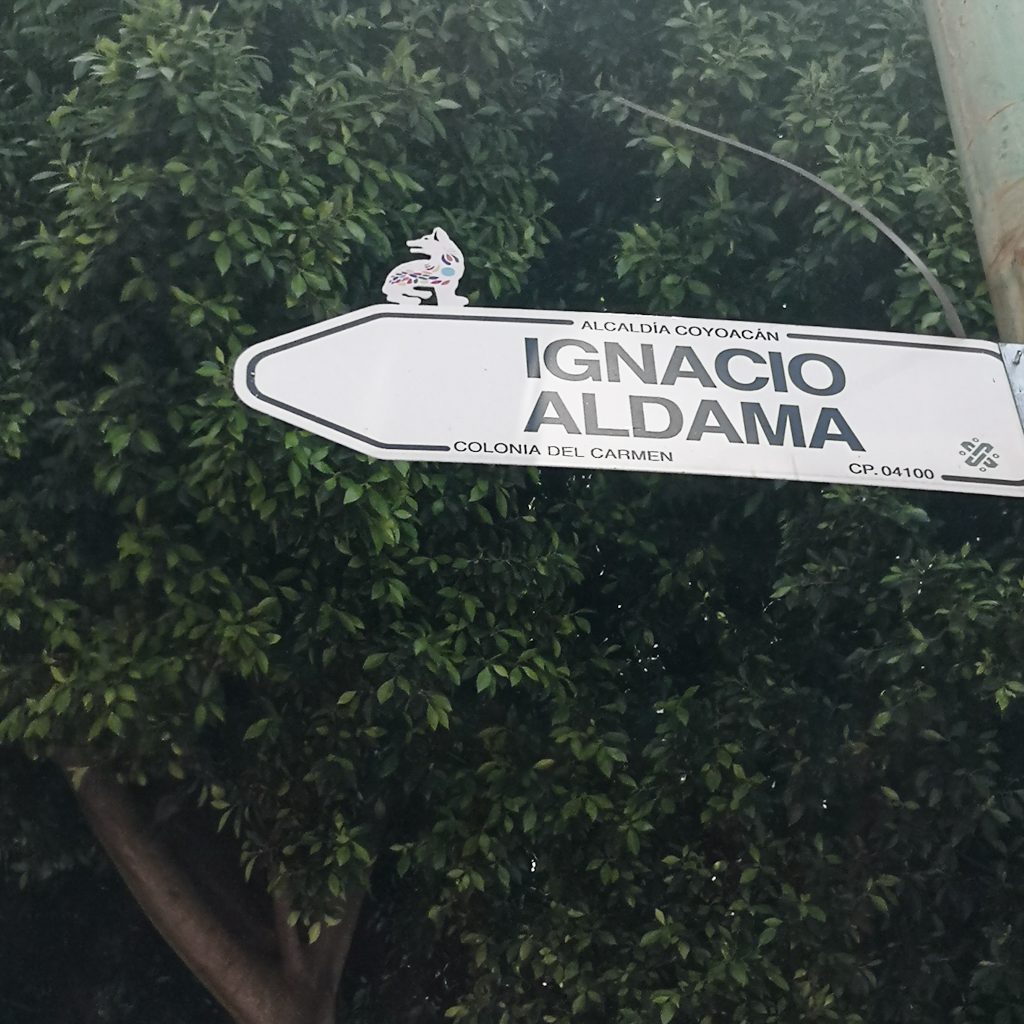 ALCALDÍA COYOACÁN
IGNACIO
ALDAMA
COLONIA DEL CARMEN
CP. 04100